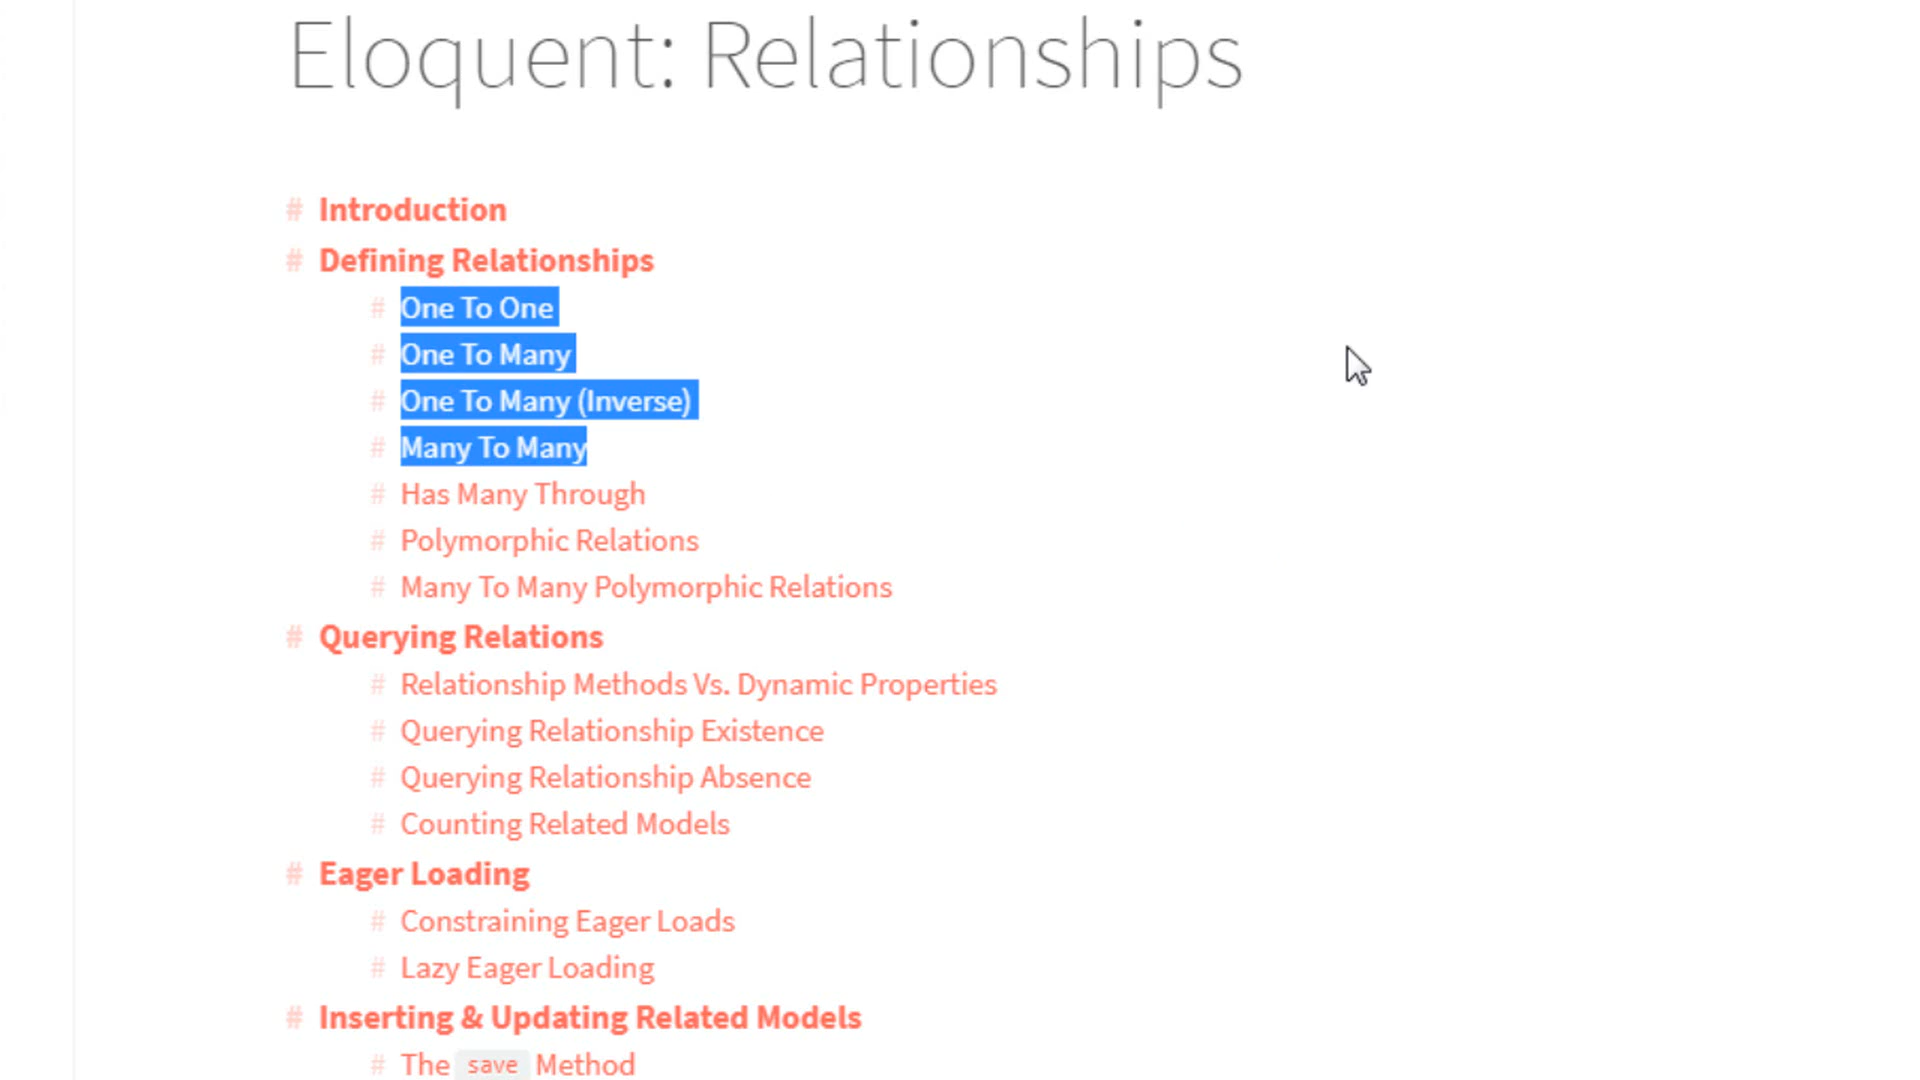 Eloquent: Relationships
# Introduction
# Defining Relationships
# One To One
# One To Many
# One To Many (Inverse)
# Many To Many
# Has Many Through
# Polymorphic Relations
# Many To Many Polymorphic Relations
# Querying Relations
# Relationship Methods Vs. Dynamic Properties
# Querying Relationship Existence
# Querying Relationship Absence
# Counting Related Models
# Eager Loading
# Constraining Eager Loads
# Lazy Eager Loading
# Inserting & Updating Related Models
# The save Method